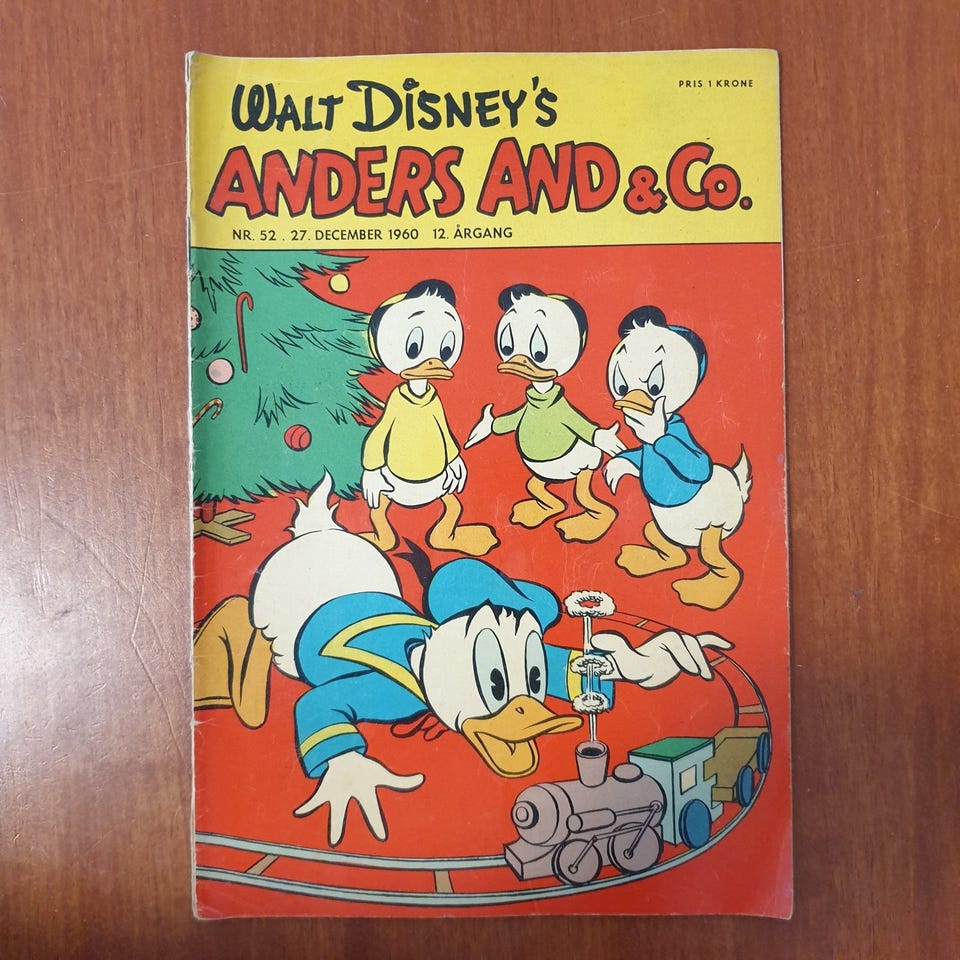 PRIS 1 KRONE
WALT DISNEY'S
ANDERS AND & CO.
NR. 52 . 27. DECEMBER 1960 12. ÅRGANG